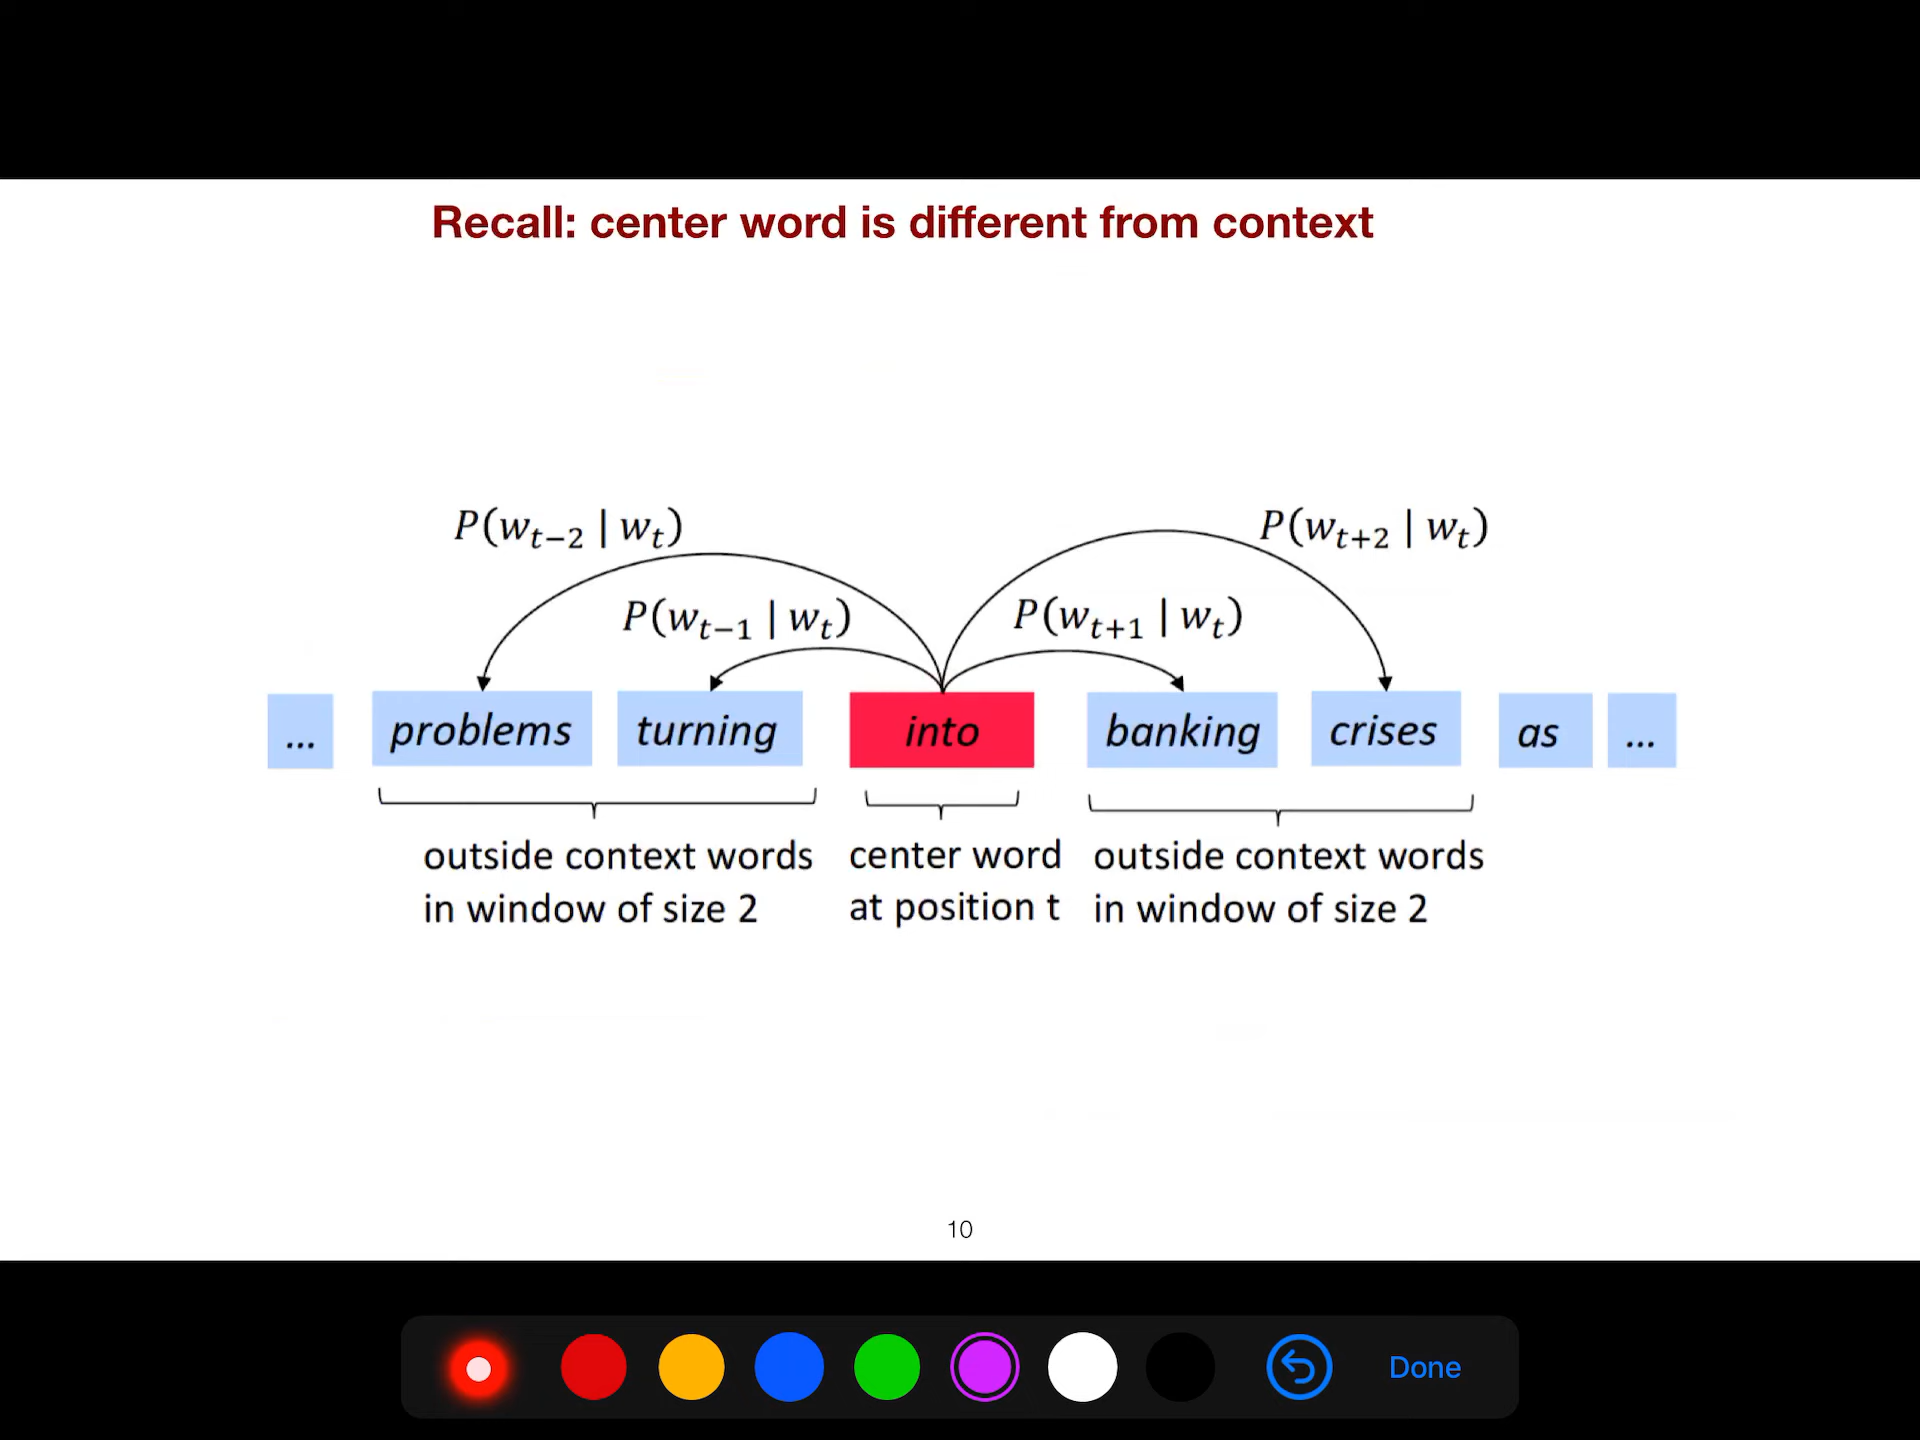 Recall: center word is different from context
P(w_{t−2} | w_t)
P(w_{t+2} | w_t)
P(w_{t−1} | w_t)
P(w_{t+1} | w_t)
... problems turning into banking crises as ...
outside context words
in window of size 2
center word
at position t
outside context words
in window of size 2
10
Done